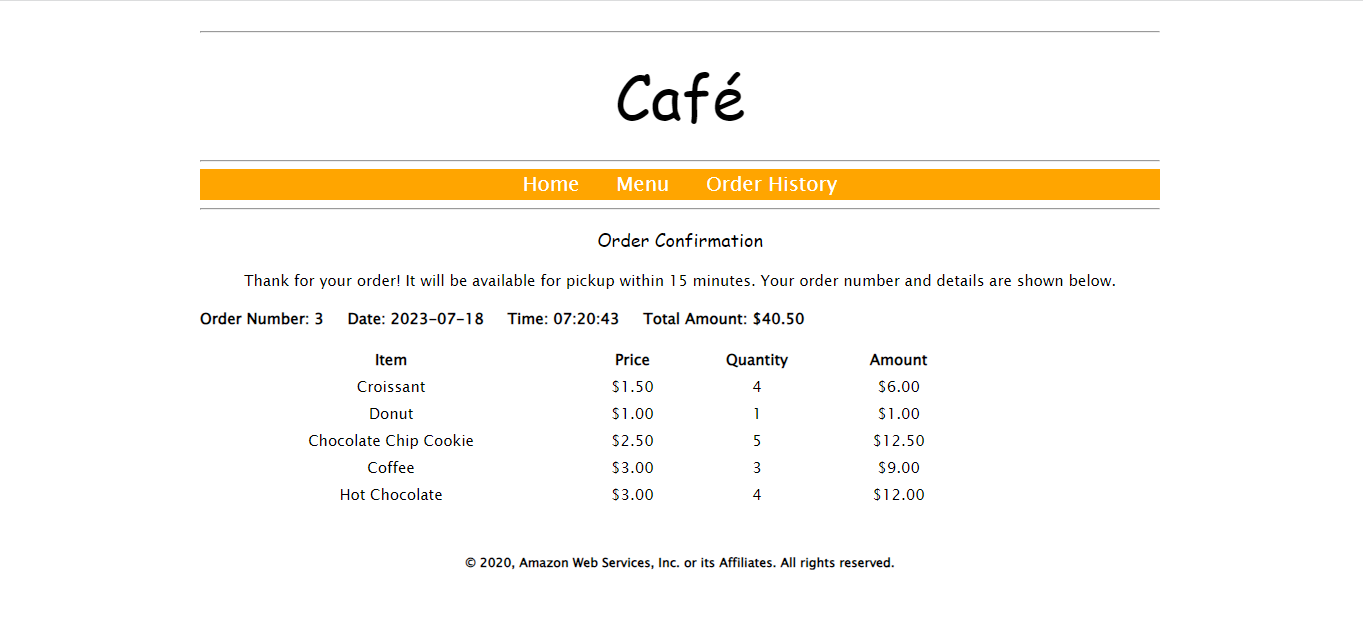 Café
Home Menu Order History
Order Confirmation
Thank for your order! It will be available for pickup within 15 minutes. Your order number and details are shown below.
Order Number: 3 Date: 2023-07-18 Time: 07:20:43 Total Amount: $40.50
Item Price Quantity Amount
Croissant $1.50 4 $6.00
Donut $1.00 1 $1.00
Chocolate Chip Cookie $2.50 5 $12.50
Coffee $3.00 3 $9.00
Hot Chocolate $3.00 4 $12.00
© 2020, Amazon Web Services, Inc. or its Affiliates. All rights reserved.